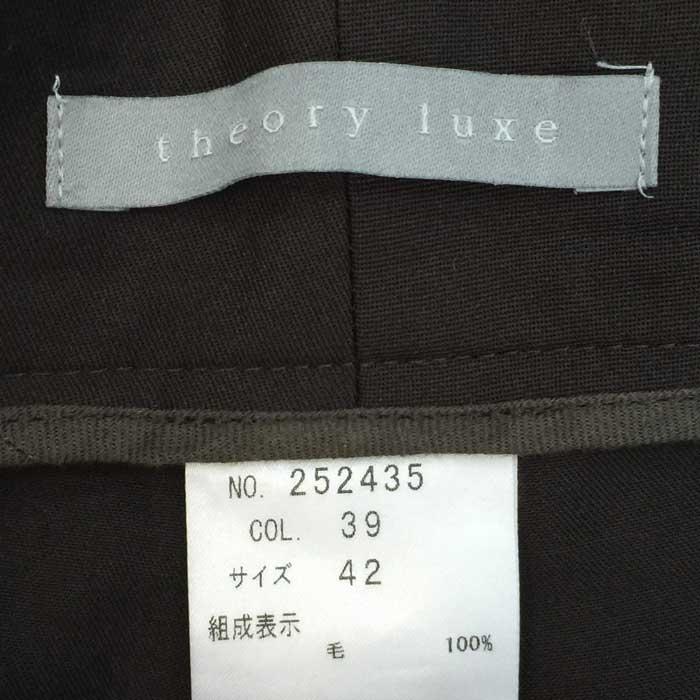 theory luxe
NO. 252435
COL. 39
サイズ 42
組成表示
毛 100%